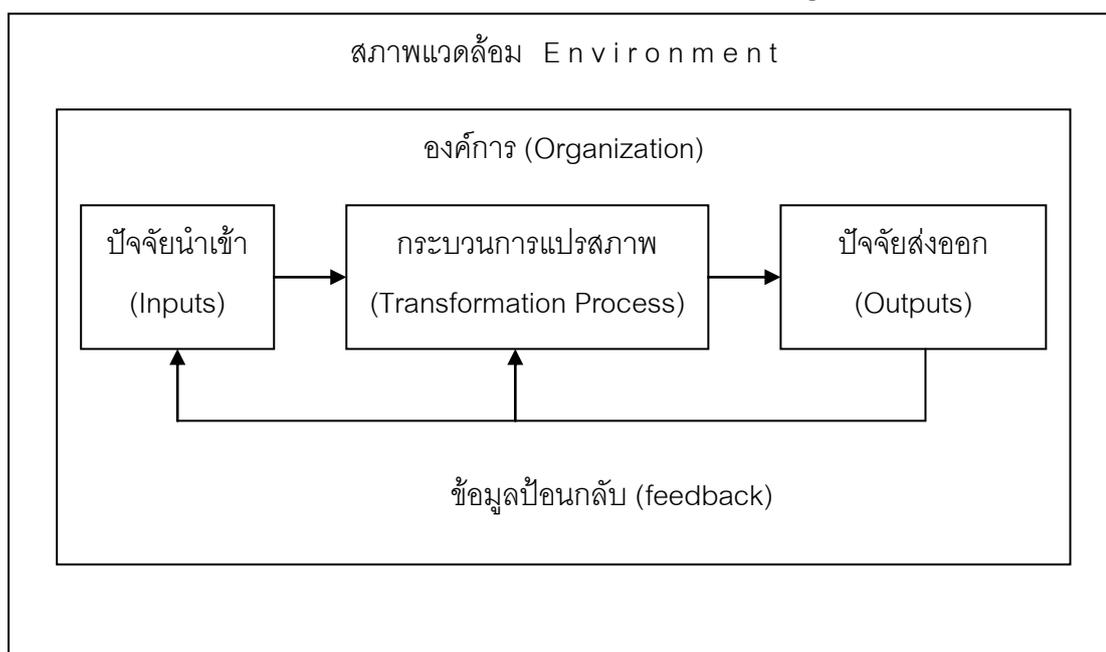 สภาพแวดล้อม Environment
องค์การ (Organization)
ปัจจัยนำเข้า
(Inputs)
กระบวนการแปรสภาพ
(Transformation Process)
ปัจจัยส่งออก
(Outputs)
ข้อมูลป้อนกลับ (feedback)